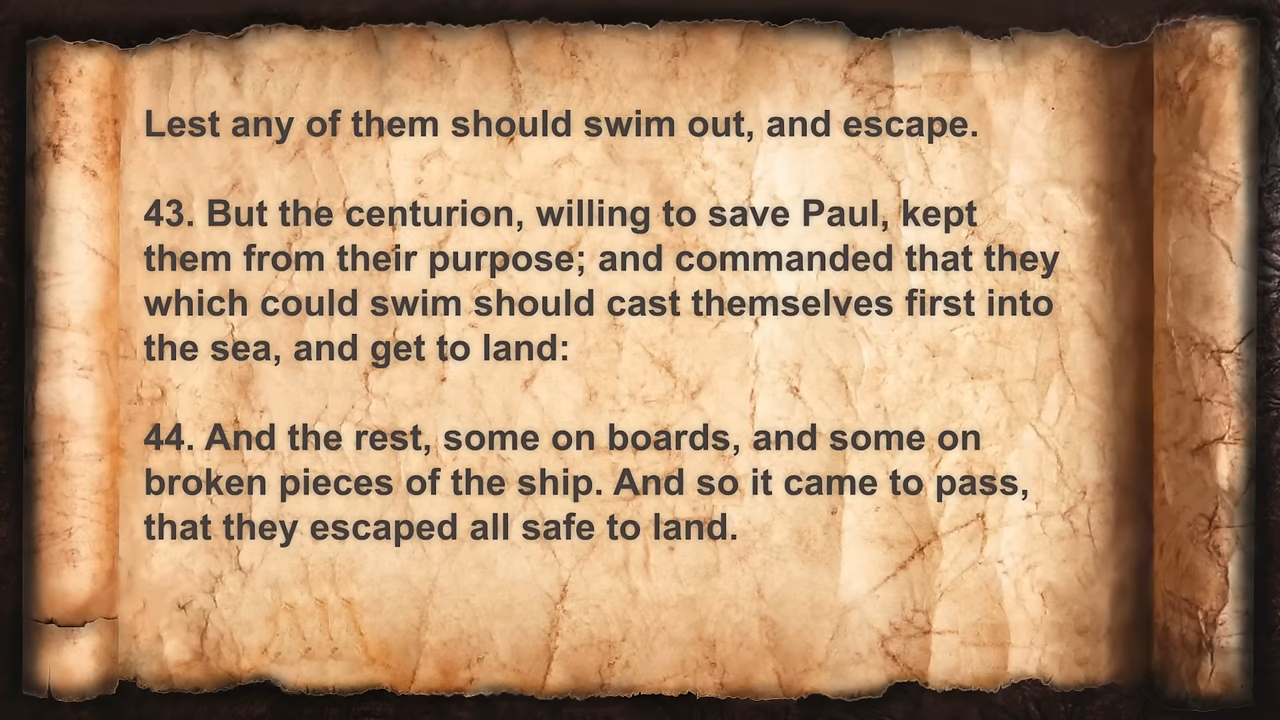 Lest any of them should swim out, and escape.
43. But the centurion, willing to save Paul, kept
them from their purpose; and commanded that they
which could swim should cast themselves first into
the sea, and get to land:
44. And the rest, some on boards, and some on
broken pieces of the ship. And so it came to pass,
that they escaped all safe to land.